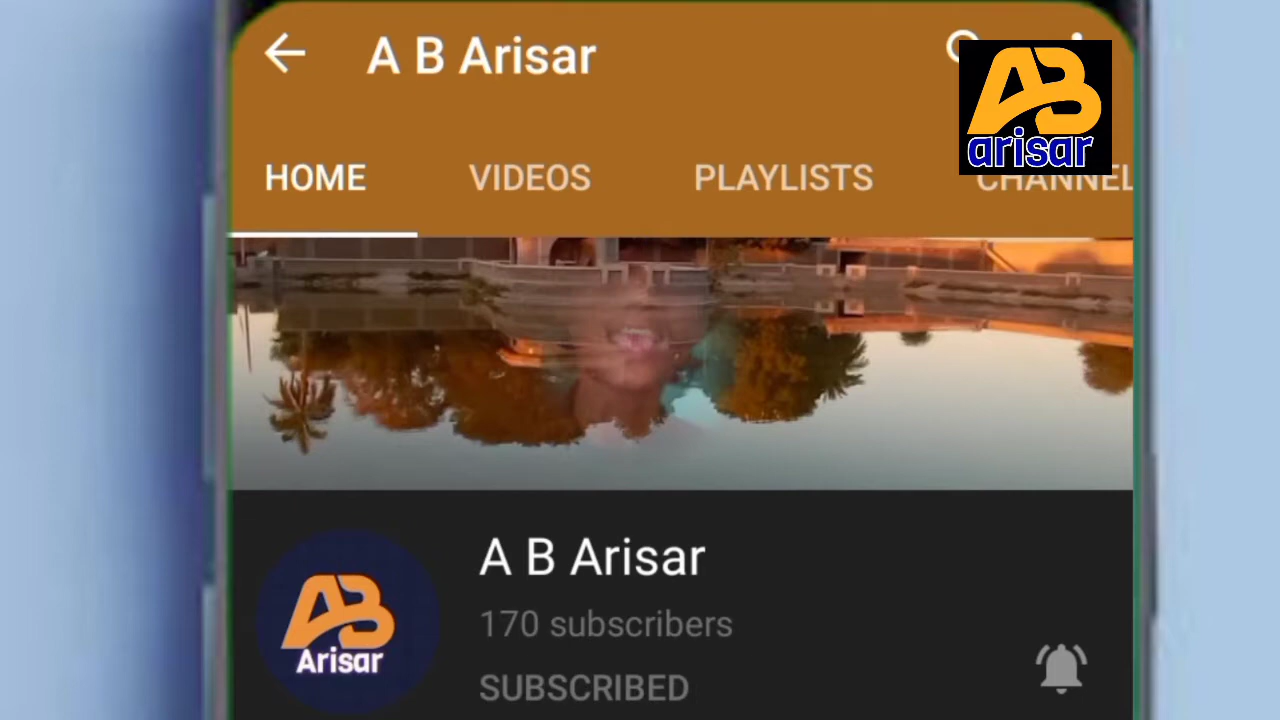 A B Arisar
AB
arisar
HOME VIDEOS PLAYLISTS CHANNEL
A B Arisar
170 subscribers
SUBSCRIBED
AB
Arisar